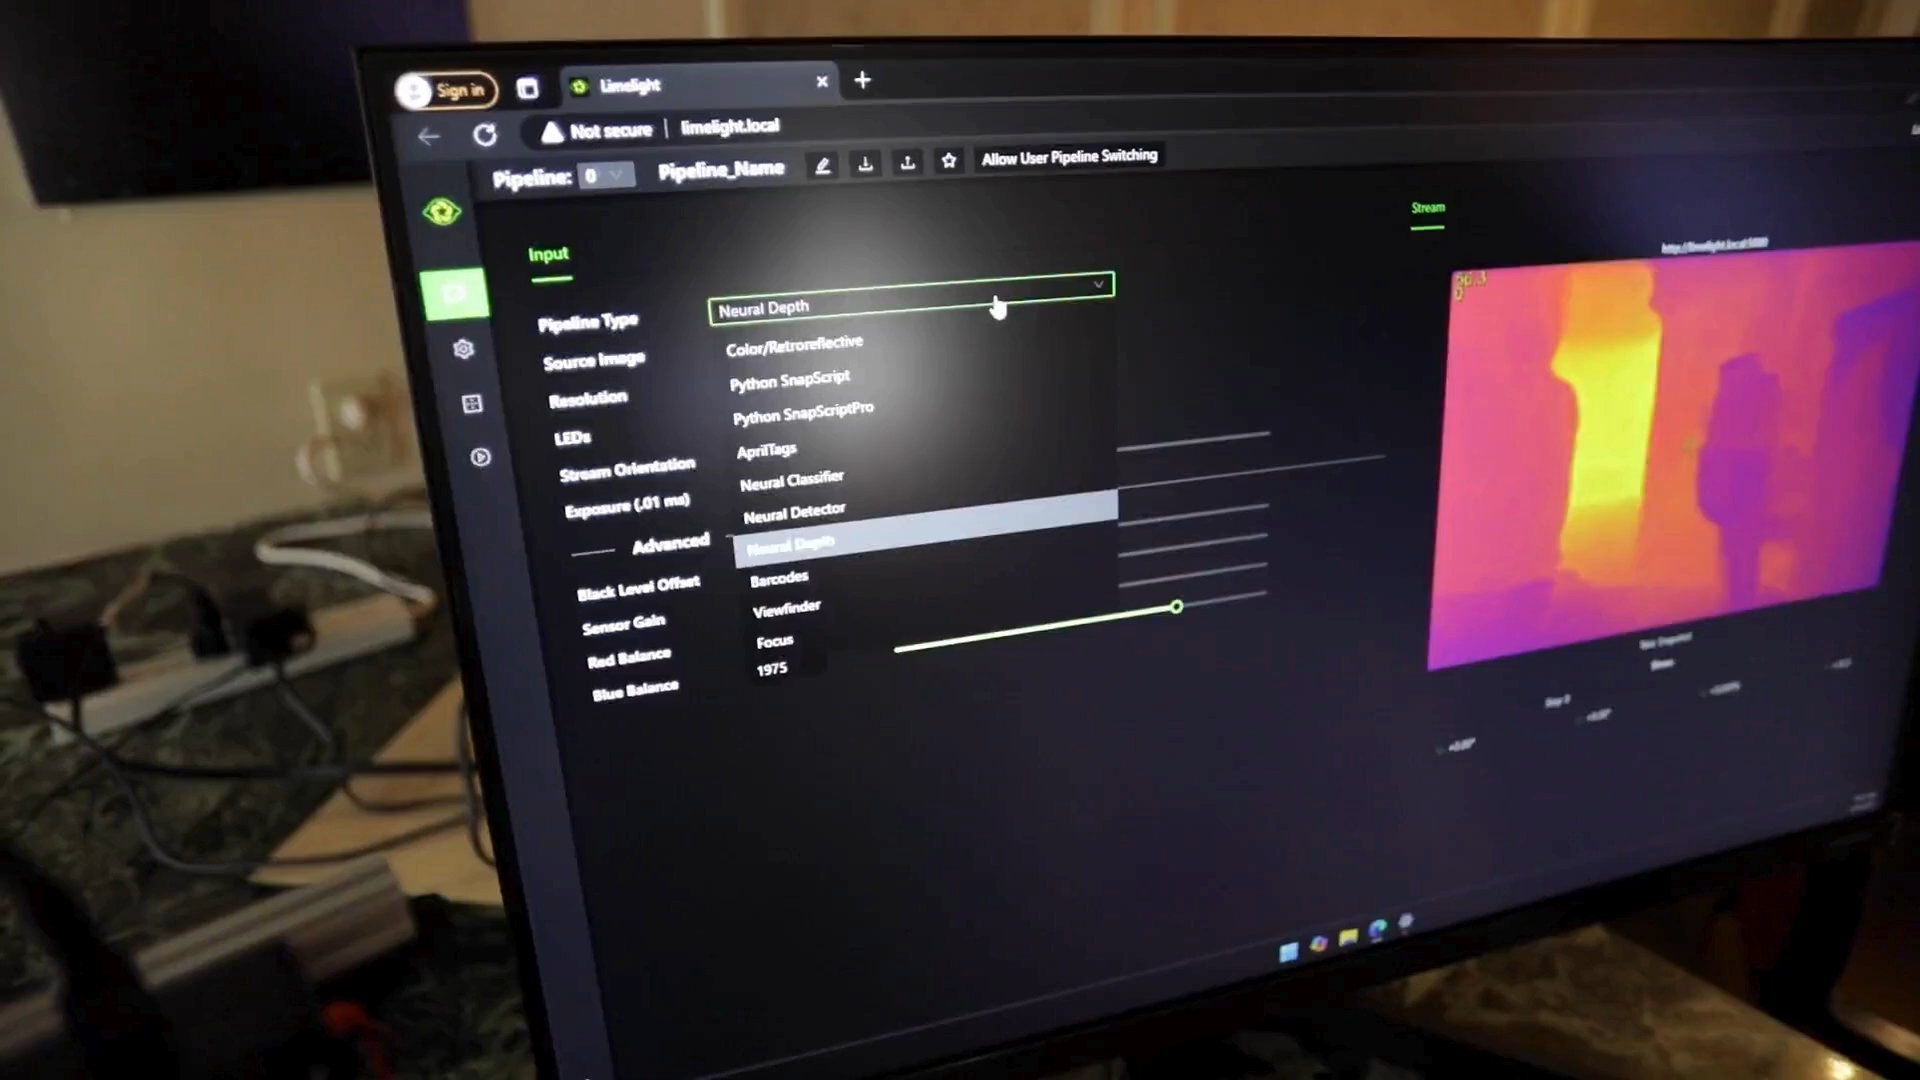 Sign in
Limelight
Not secure
limelight.local
Pipeline: 0
Pipeline_Name
Allow User Pipeline Switching
Input
Pipeline Type
Neural Depth
Color/Retroreflective
Python SnapScript
Python SnapScriptPro
AprilTags
Neural Classifier
Neural Detector
Neural Depth
Barcodes
Viewfinder
Focus
1975
Source Image
Resolution
LEDs
Stream Orientation
Exposure (.01 ms)
Advanced
Black Level Offset
Sensor Gain
Red Balance
Blue Balance
Stream